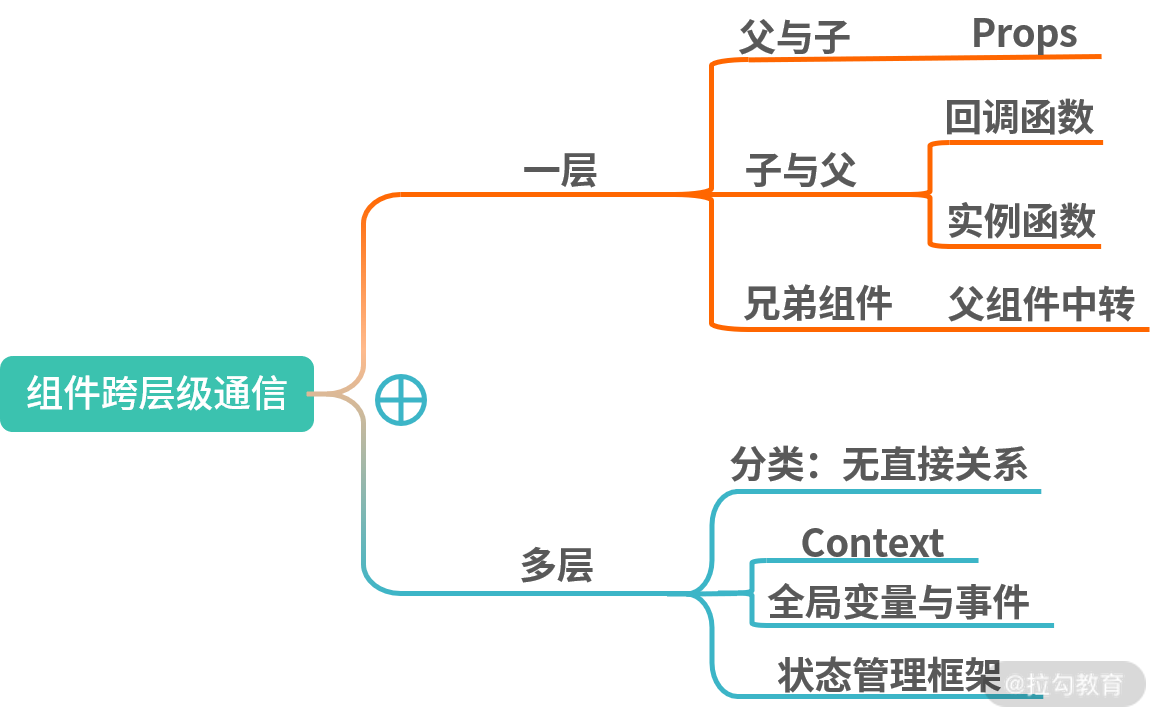 父与子 Props
回调函数
一层 子与父
实例函数
兄弟组件 父组件中转
组件跨层级通信
分类：无直接关系
Context
多层
全局变量与事件
状态管理框架
@拉勾教育